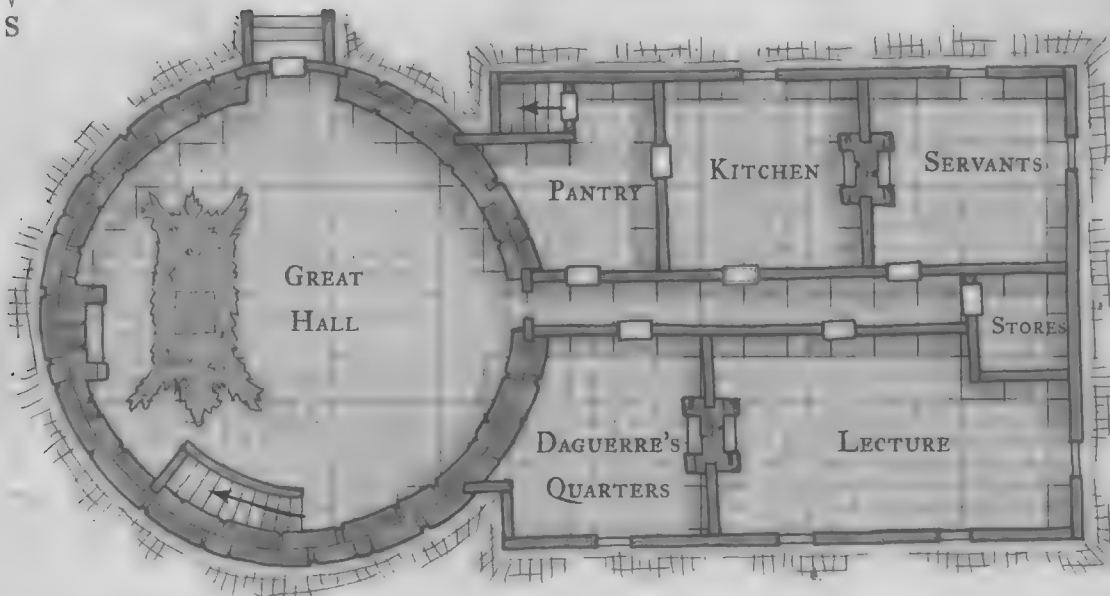 S
PANTRY
KITCHEN
SERVANTS
GREAT
HALL
STORES
DAGUERRE'S
QUARTERS
LECTURE